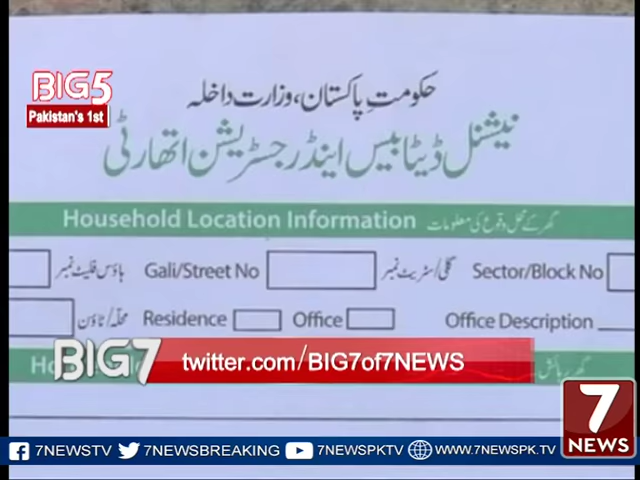 BIG5
Pakistan's 1st
حکومتِ پاکستان، وزارت داخلہ
نیشنل ڈیٹابیس اینڈ رجسٹریشن اتھارٹی
Household Location Information گھر کے محل وقوع کی معلومات
ہاؤس فلیٹ نمبر Gali/Street No گلی/سٹریٹ نمبر Sector/Block No
محلہ/ٹاؤن Residence Office Office Description
BIG7 twitter.com/BIG7of7NEWS
7 NEWS
7NEWSTV 7NEWSBREAKING 7NEWSPKTV WWW.7NEWSPK.TV